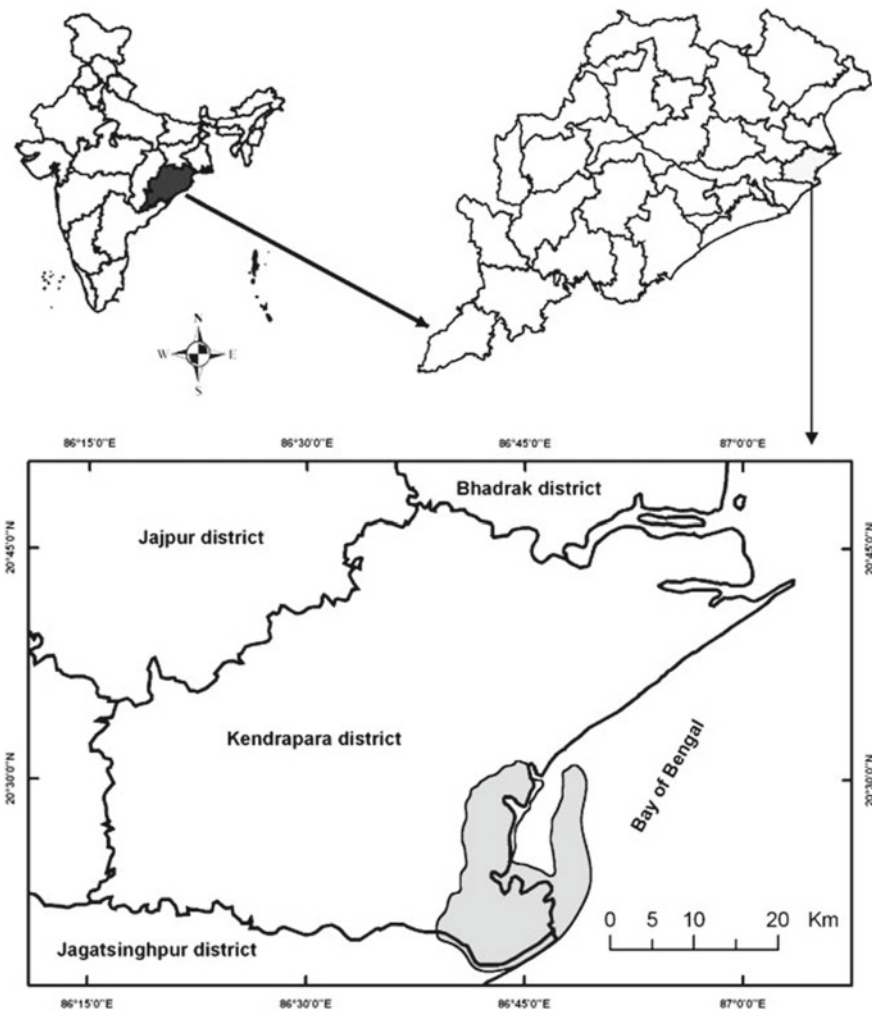 N
W E
S
86°15'0"E 86°30'0"E 86°45'0"E 87°0'0"E
Bhadrak district
Jajpur district
20°45'0"N 20°45'0"N
Kendrapara district
Bay of Bengal
20°30'0"N 20°30'0"N
0 5 10 20 Km
Jagatsinghpur district
86°15'0"E 86°30'0"E 86°45'0"E 87°0'0"E